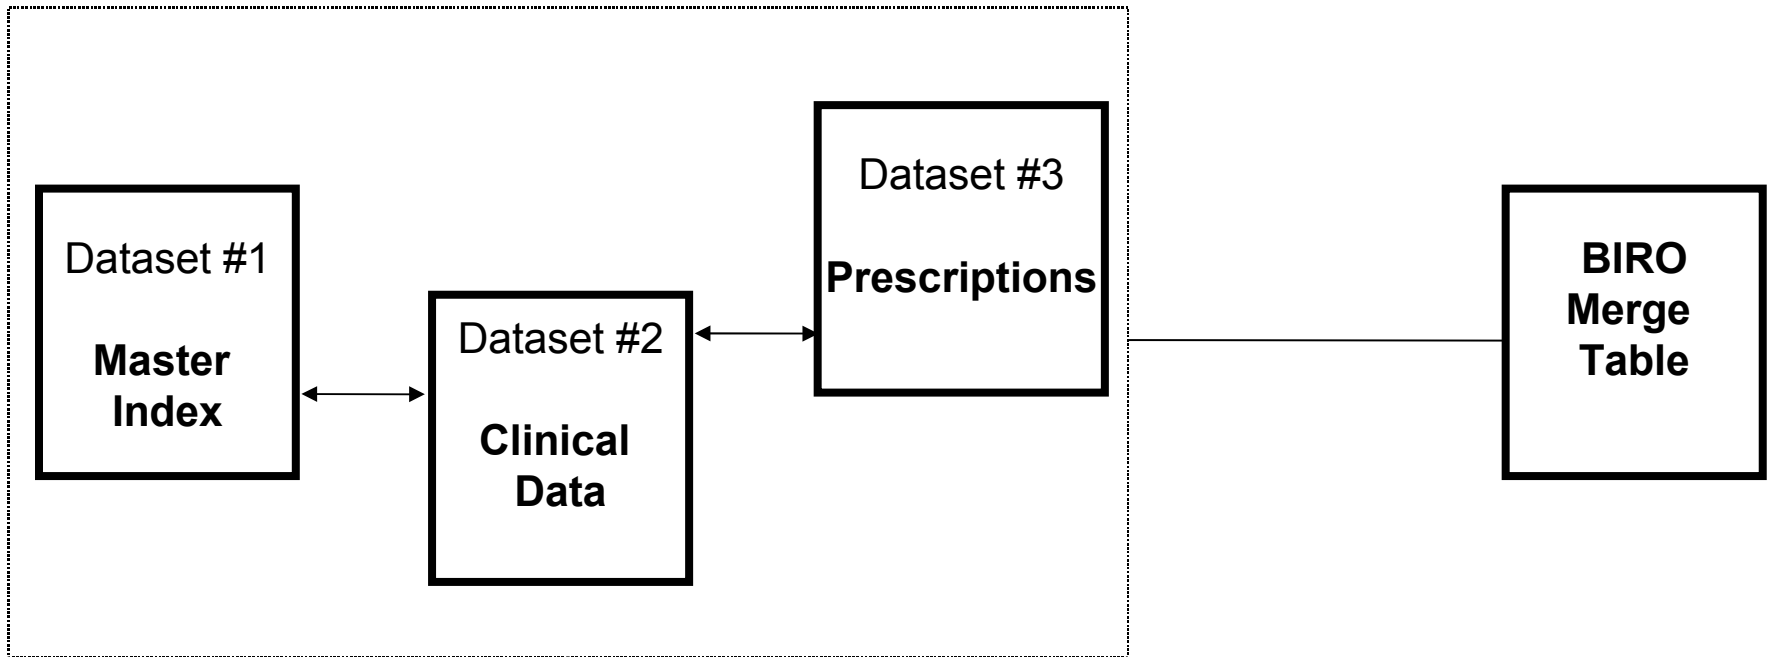 Dataset #1
Master
Index
Dataset #2
Clinical
Data
Dataset #3
Prescriptions
BIRO
Merge
Table